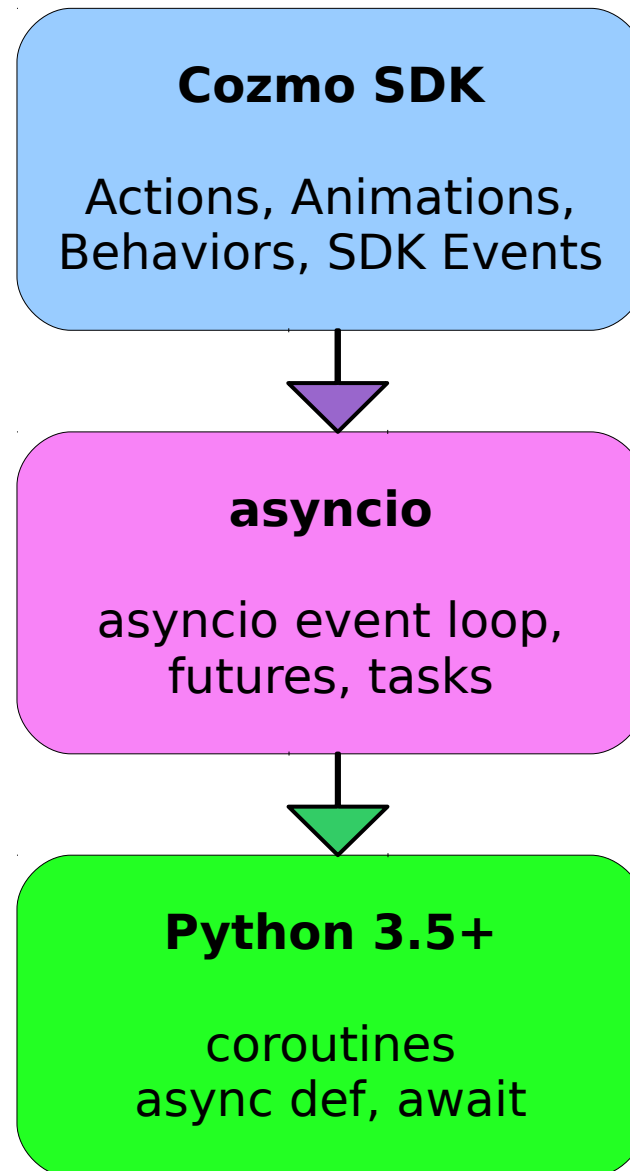 Cozmo SDK
Actions, Animations,
Behaviors, SDK Events
asyncio
asyncio event loop,
futures, tasks
Python 3.5+
coroutines
async def, await